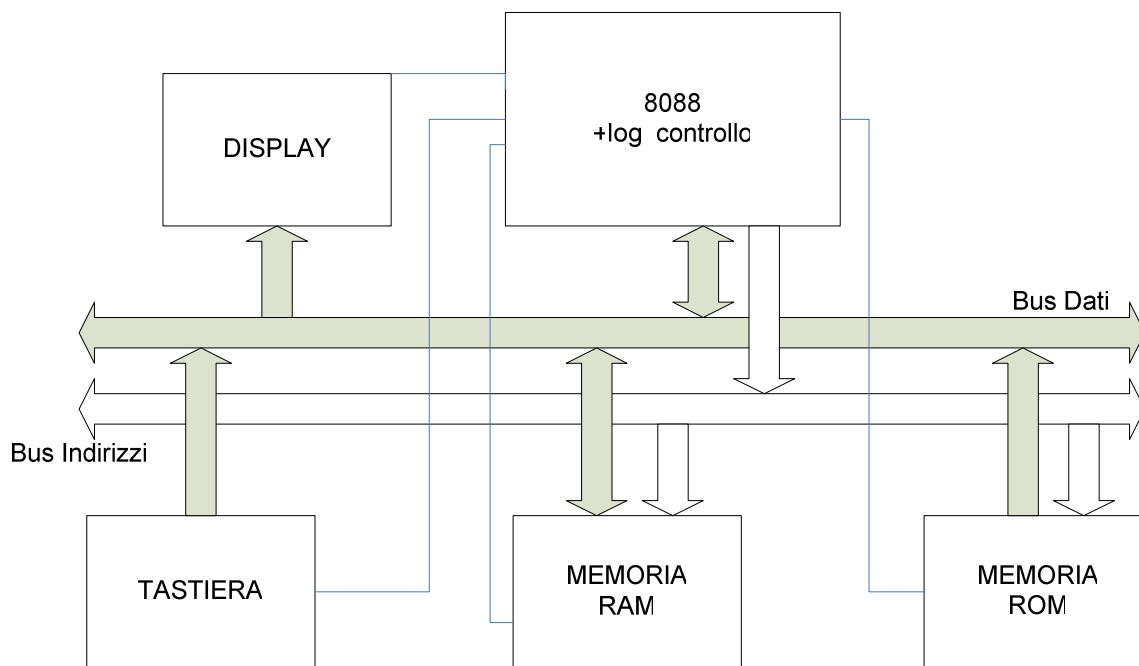 8088
+log controllo
DISPLAY
Bus Dati
Bus Indirizzi
TASTIERA
MEMORIA
RAM
MEMORIA
ROM